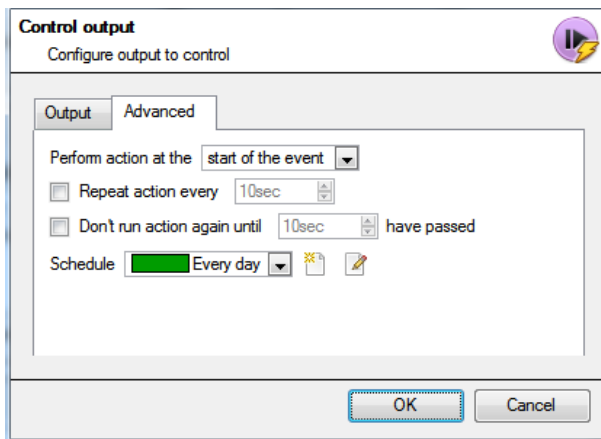 Control output
Configure output to control
Output Advanced
Perform action at the start of the event
Repeat action every 10sec
Don't run action again until 10sec have passed
Schedule Every day
OK Cancel